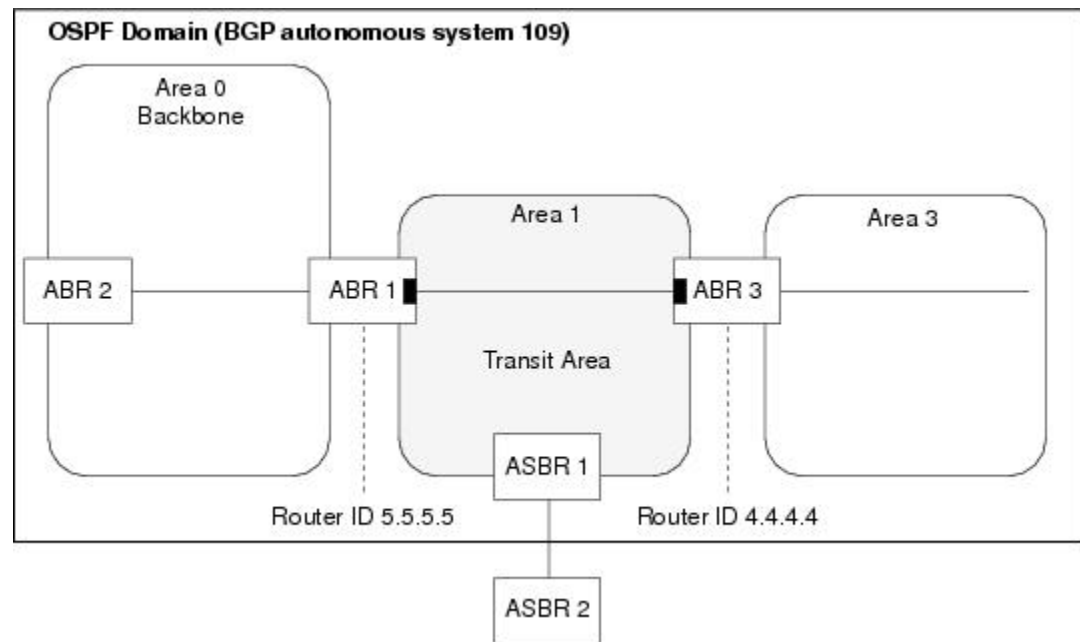 OSPF Domain (BGP autonomous system 109)
Area 0
Backbone
Area 1
Area 3
ABR 2
ABR 1
ABR 3
Transit Area
ASBR 1
Router ID 5.5.5.5
Router ID 4.4.4.4
ASBR 2